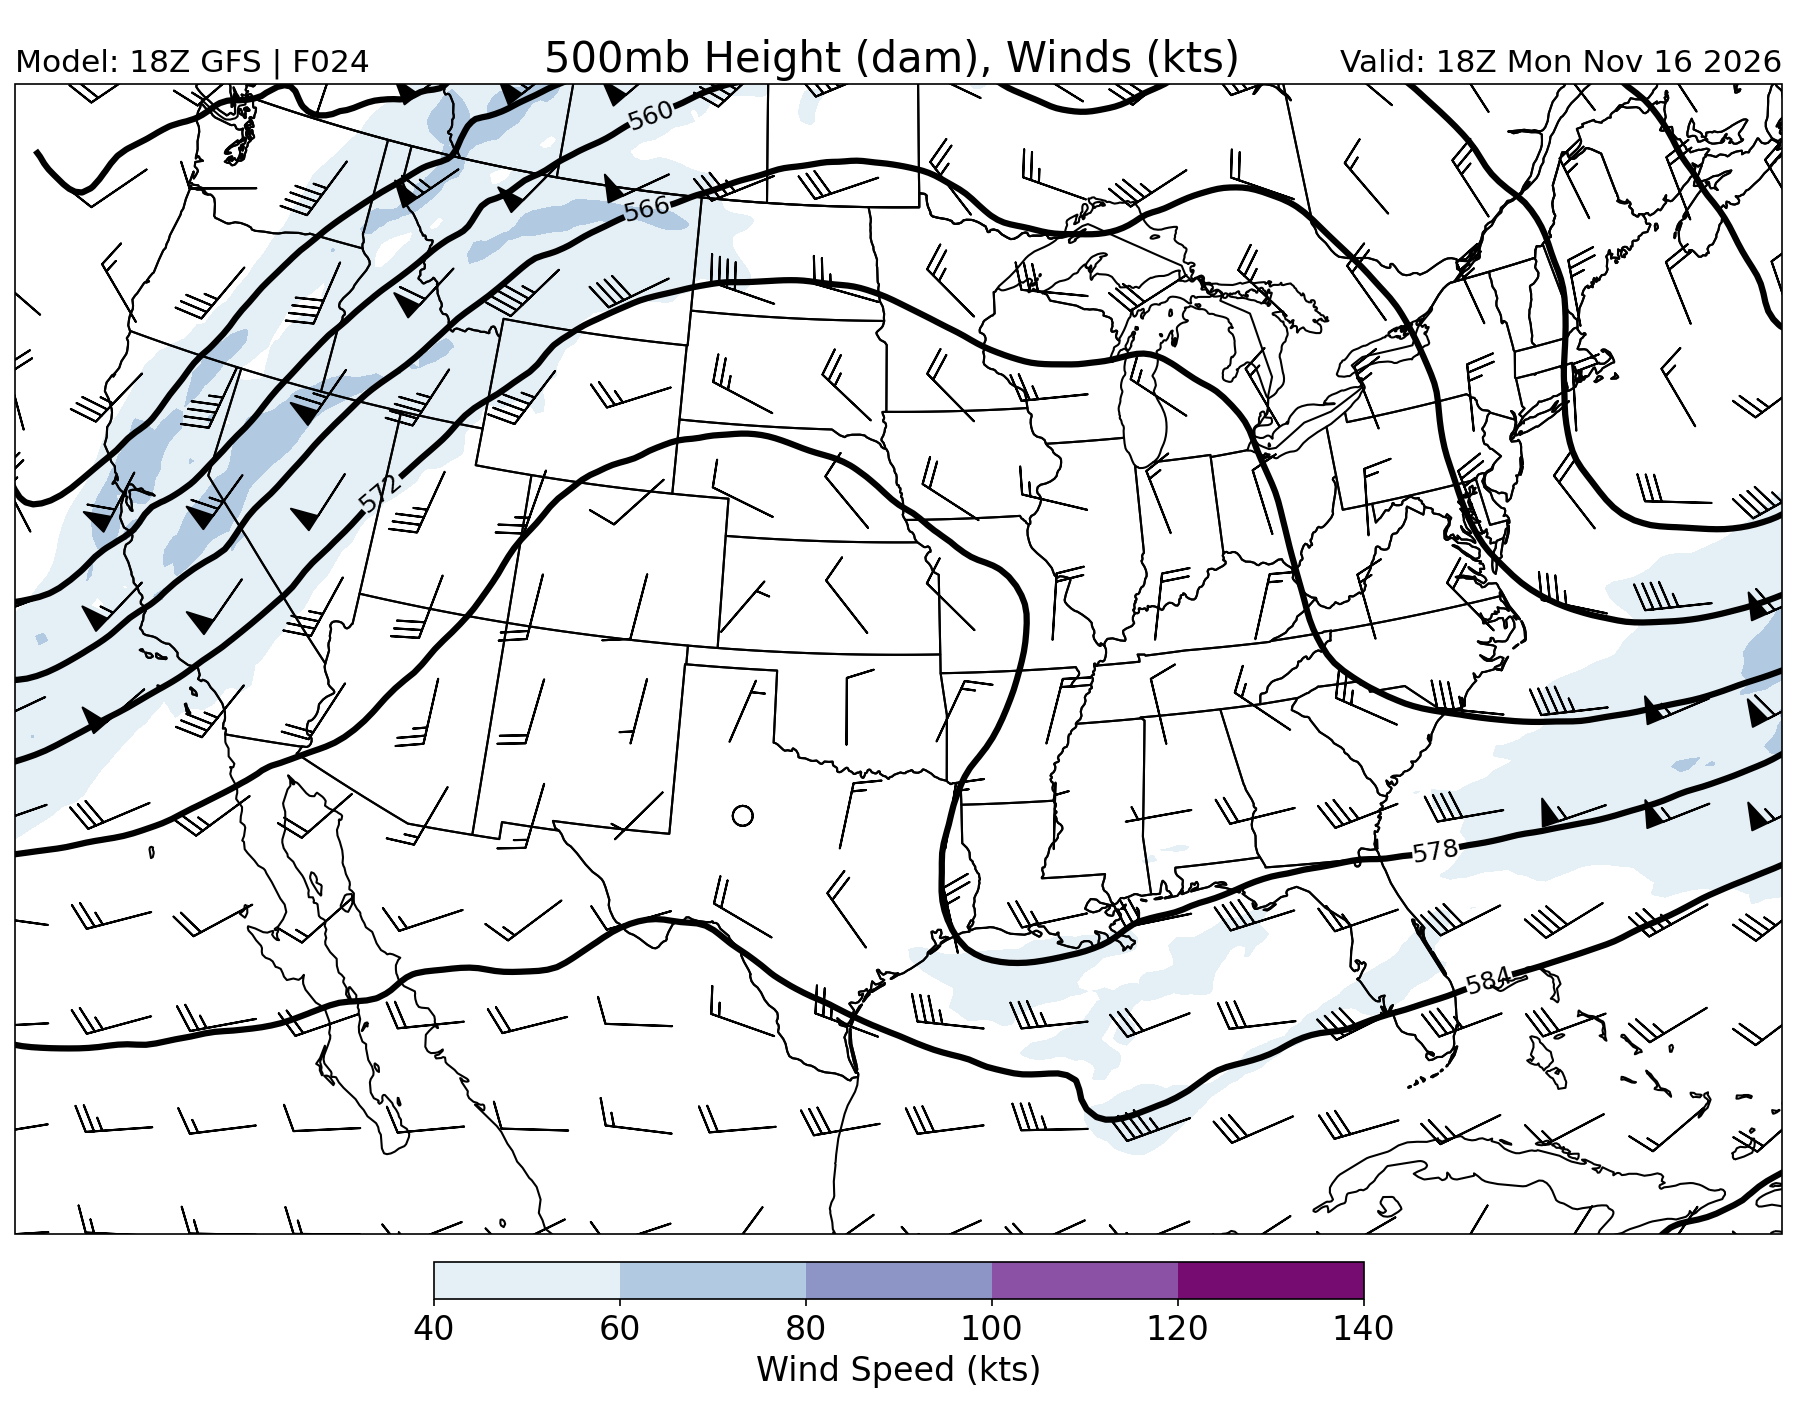 Model: 18Z GFS | F024
500mb Height (dam), Winds (kts)
Valid: 18Z Mon Nov 16 2026
560
566
572
578
584
40 60 80 100 120 140
Wind Speed (kts)